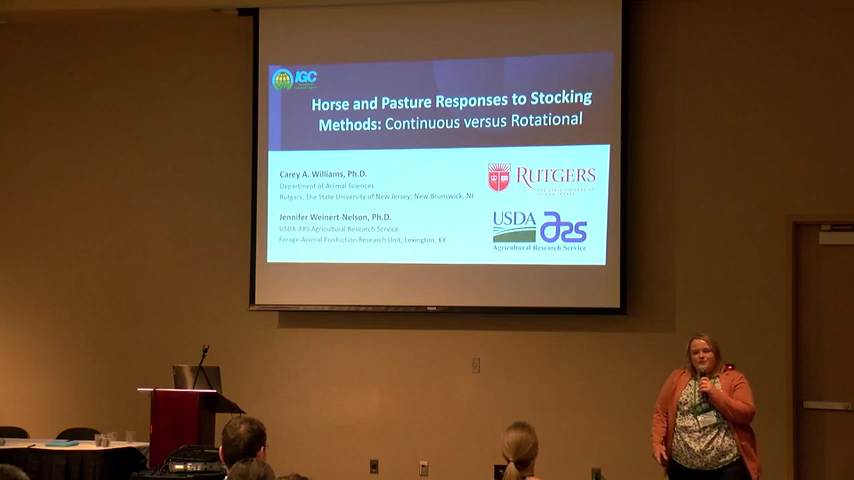 IGC
Horse and Pasture Responses to Stocking
Methods: Continuous versus Rotational
Carey A. Williams, Ph.D.
Department of Animal Sciences
Rutgers, The State University of New Jersey; New Brunswick, NJ
Jennifer Weinert-Nelson, Ph.D.
USDA-ARS Agricultural Research Service
Forage-Animal Production Research Unit, Lexington, KY
RUTGERS
USDA ARS
Agricultural Research Service